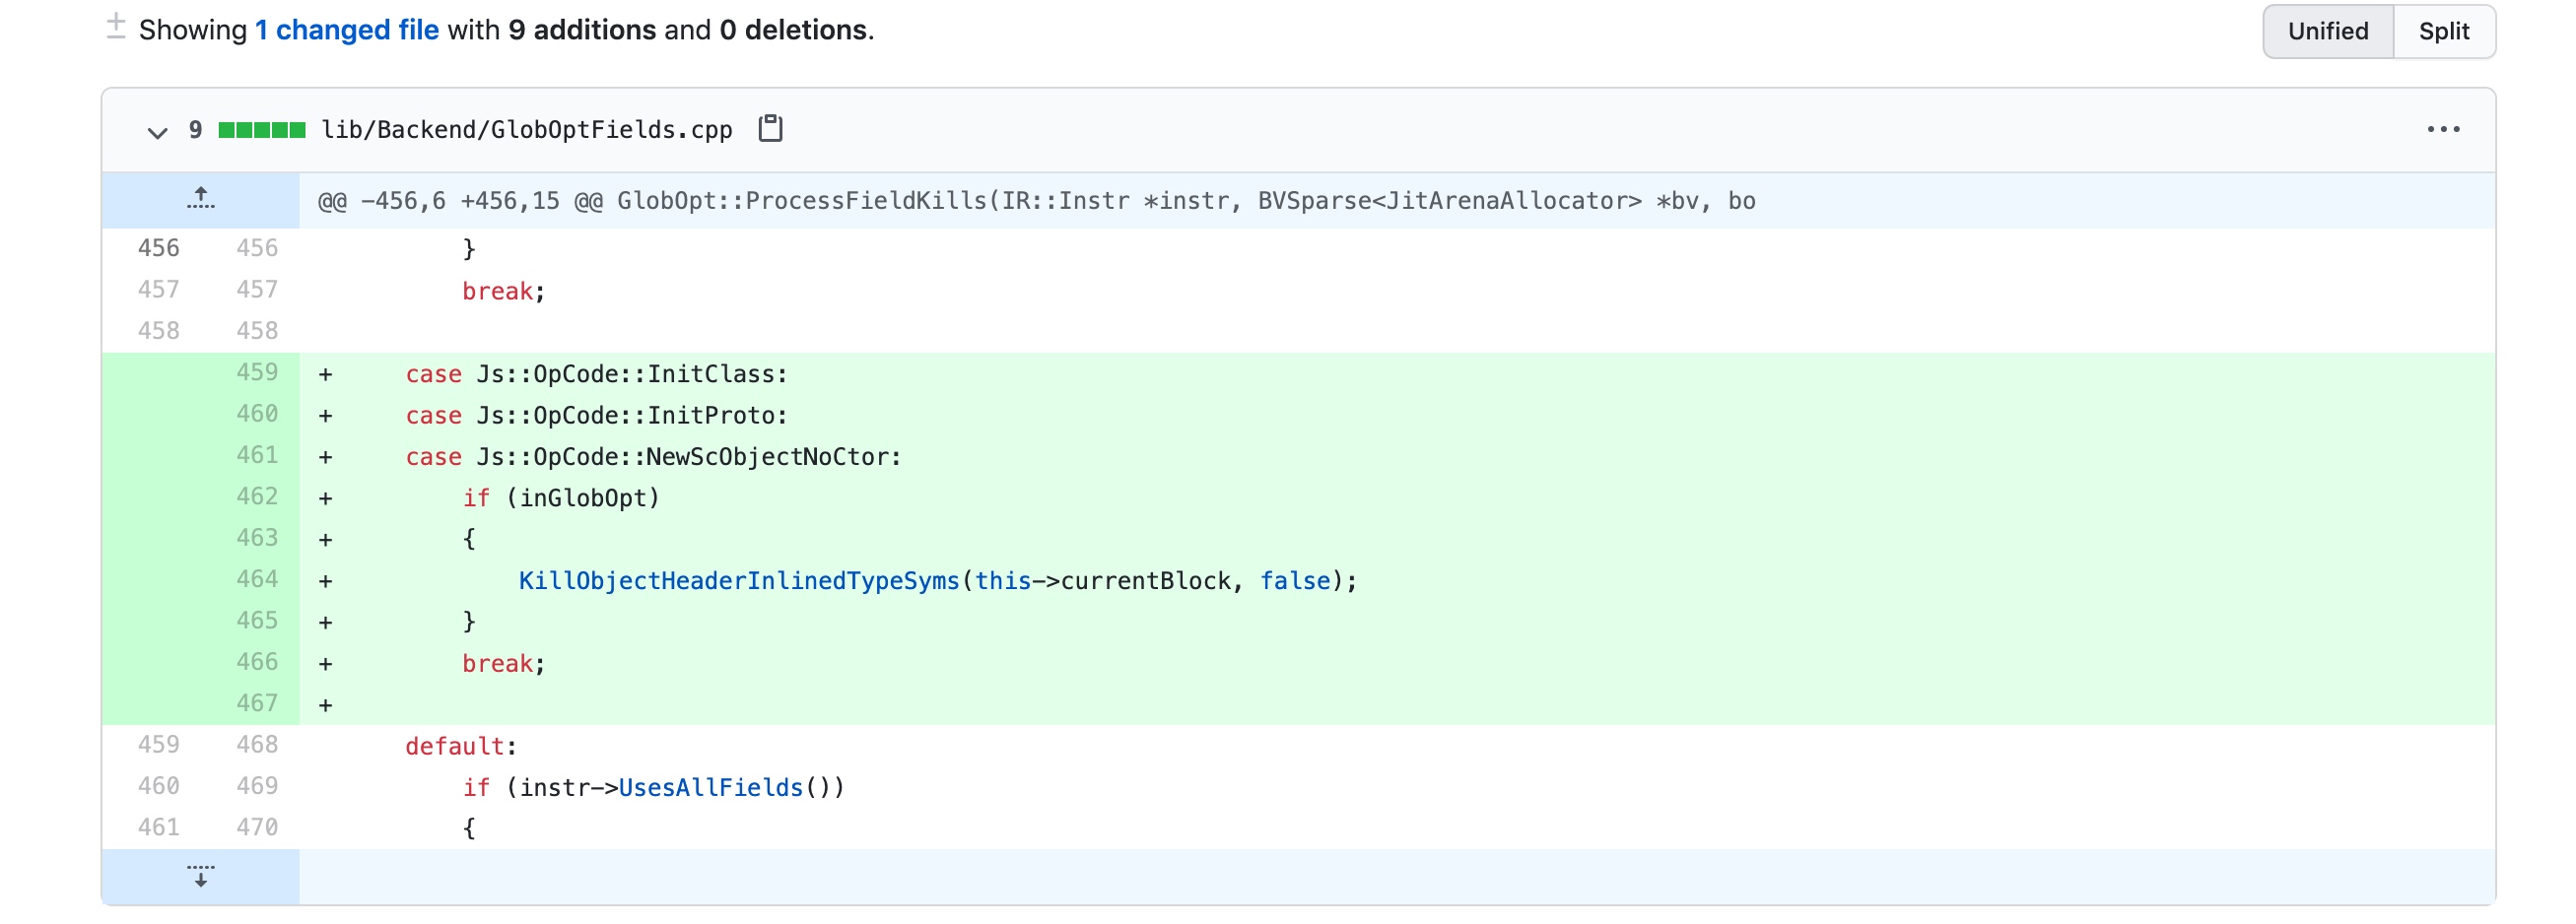 Showing 1 changed file with 9 additions and 0 deletions.
Unified Split
9 lib/Backend/GlobOptFields.cpp
@@ -456,6 +456,15 @@ GlobOpt::ProcessFieldKills(IR::Instr *instr, BVSparse<JitArenaAllocator> *bv, bo
456 456 }
457 457 break;
458 458
459 + case Js::OpCode::InitClass:
460 + case Js::OpCode::InitProto:
461 + case Js::OpCode::NewScObjectNoCtor:
462 + if (inGlobOpt)
463 + {
464 + KillObjectHeaderInlinedTypeSyms(this->currentBlock, false);
465 + }
466 + break;
467 +
459 468 default:
460 469 if (instr->UsesAllFields())
461 470 {